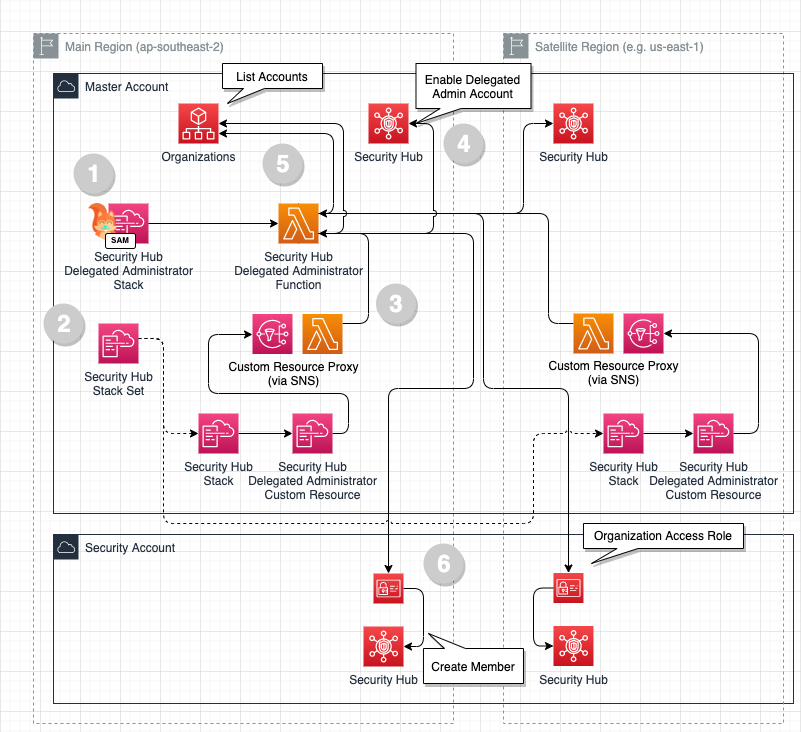 Main Region (ap-southeast-2)
Satellite Region (e.g. us-east-1)
Master Account
List Accounts
Enable Delegated
Admin Account
Organizations
Security Hub
Security Hub
1
5
4
SAM
Security Hub
Delegated Administrator
Stack
Security Hub
Delegated Administrator
Function
2
3
Security Hub
Stack Set
Custom Resource Proxy
(via SNS)
Custom Resource Proxy
(via SNS)
Security Hub
Stack
Security Hub
Delegated Administrator
Custom Resource
Security Hub
Stack
Security Hub
Delegated Administrator
Custom Resource
Security Account
Organization Access Role
6
Create Member
Security Hub
Security Hub